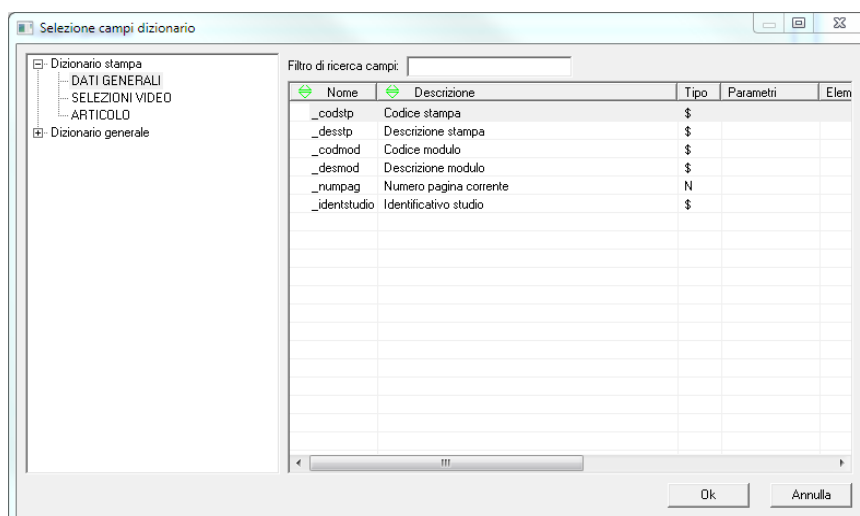 Selezione campi dizionario
Dizionario stampa
DATI GENERALI
SELEZIONI VIDEO
ARTICOLO
Dizionario generale
Filtro di ricerca campi:
Nome Descrizione Tipo Parametri Elem
_codstp Codice stampa $
_desstp Descrizione stampa $
_codmod Codice modulo $
_desmod Descrizione modulo $
_numpag Numero pagina corrente N
_identstudio Identificativo studio $
Ok Annulla